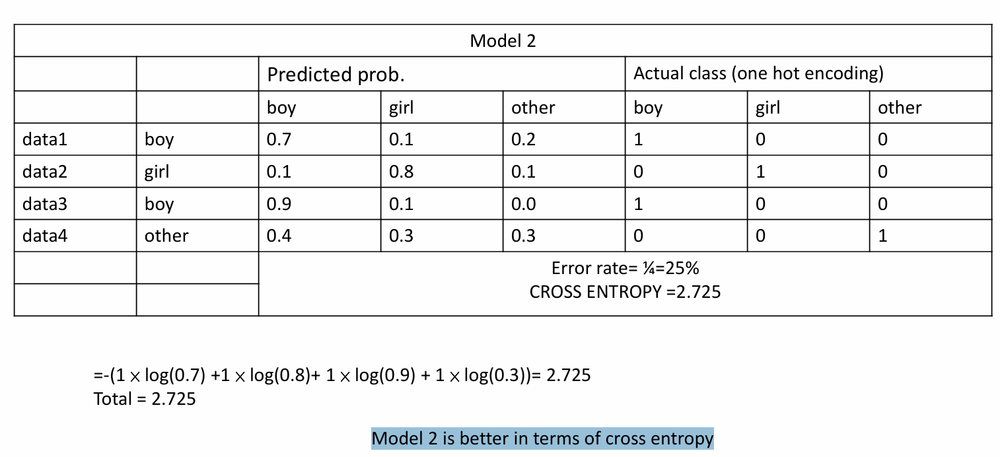 Model 2
Predicted prob. Actual class (one hot encoding)
boy girl other boy girl other
data1 boy 0.7 0.1 0.2 1 0 0
data2 girl 0.1 0.8 0.1 0 1 0
data3 boy 0.9 0.1 0.0 1 0 0
data4 other 0.4 0.3 0.3 0 0 1
Error rate= ¼=25%
CROSS ENTROPY =2.725
=-(1 × log(0.7) +1 × log(0.8)+ 1 × log(0.9) + 1 × log(0.3))= 2.725
Total = 2.725
Model 2 is better in terms of cross entropy